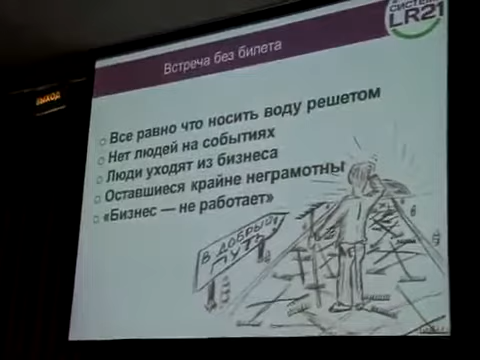 Встреча без билета
СИСТЕМА
LR21
ВЫХОД
Все равно что носить воду решетом
Нет людей на событиях
Люди уходят из бизнеса
Оставшиеся крайне неграмотны
«Бизнес — не работает»
В ДОБРЫЙ
ПУТЬ